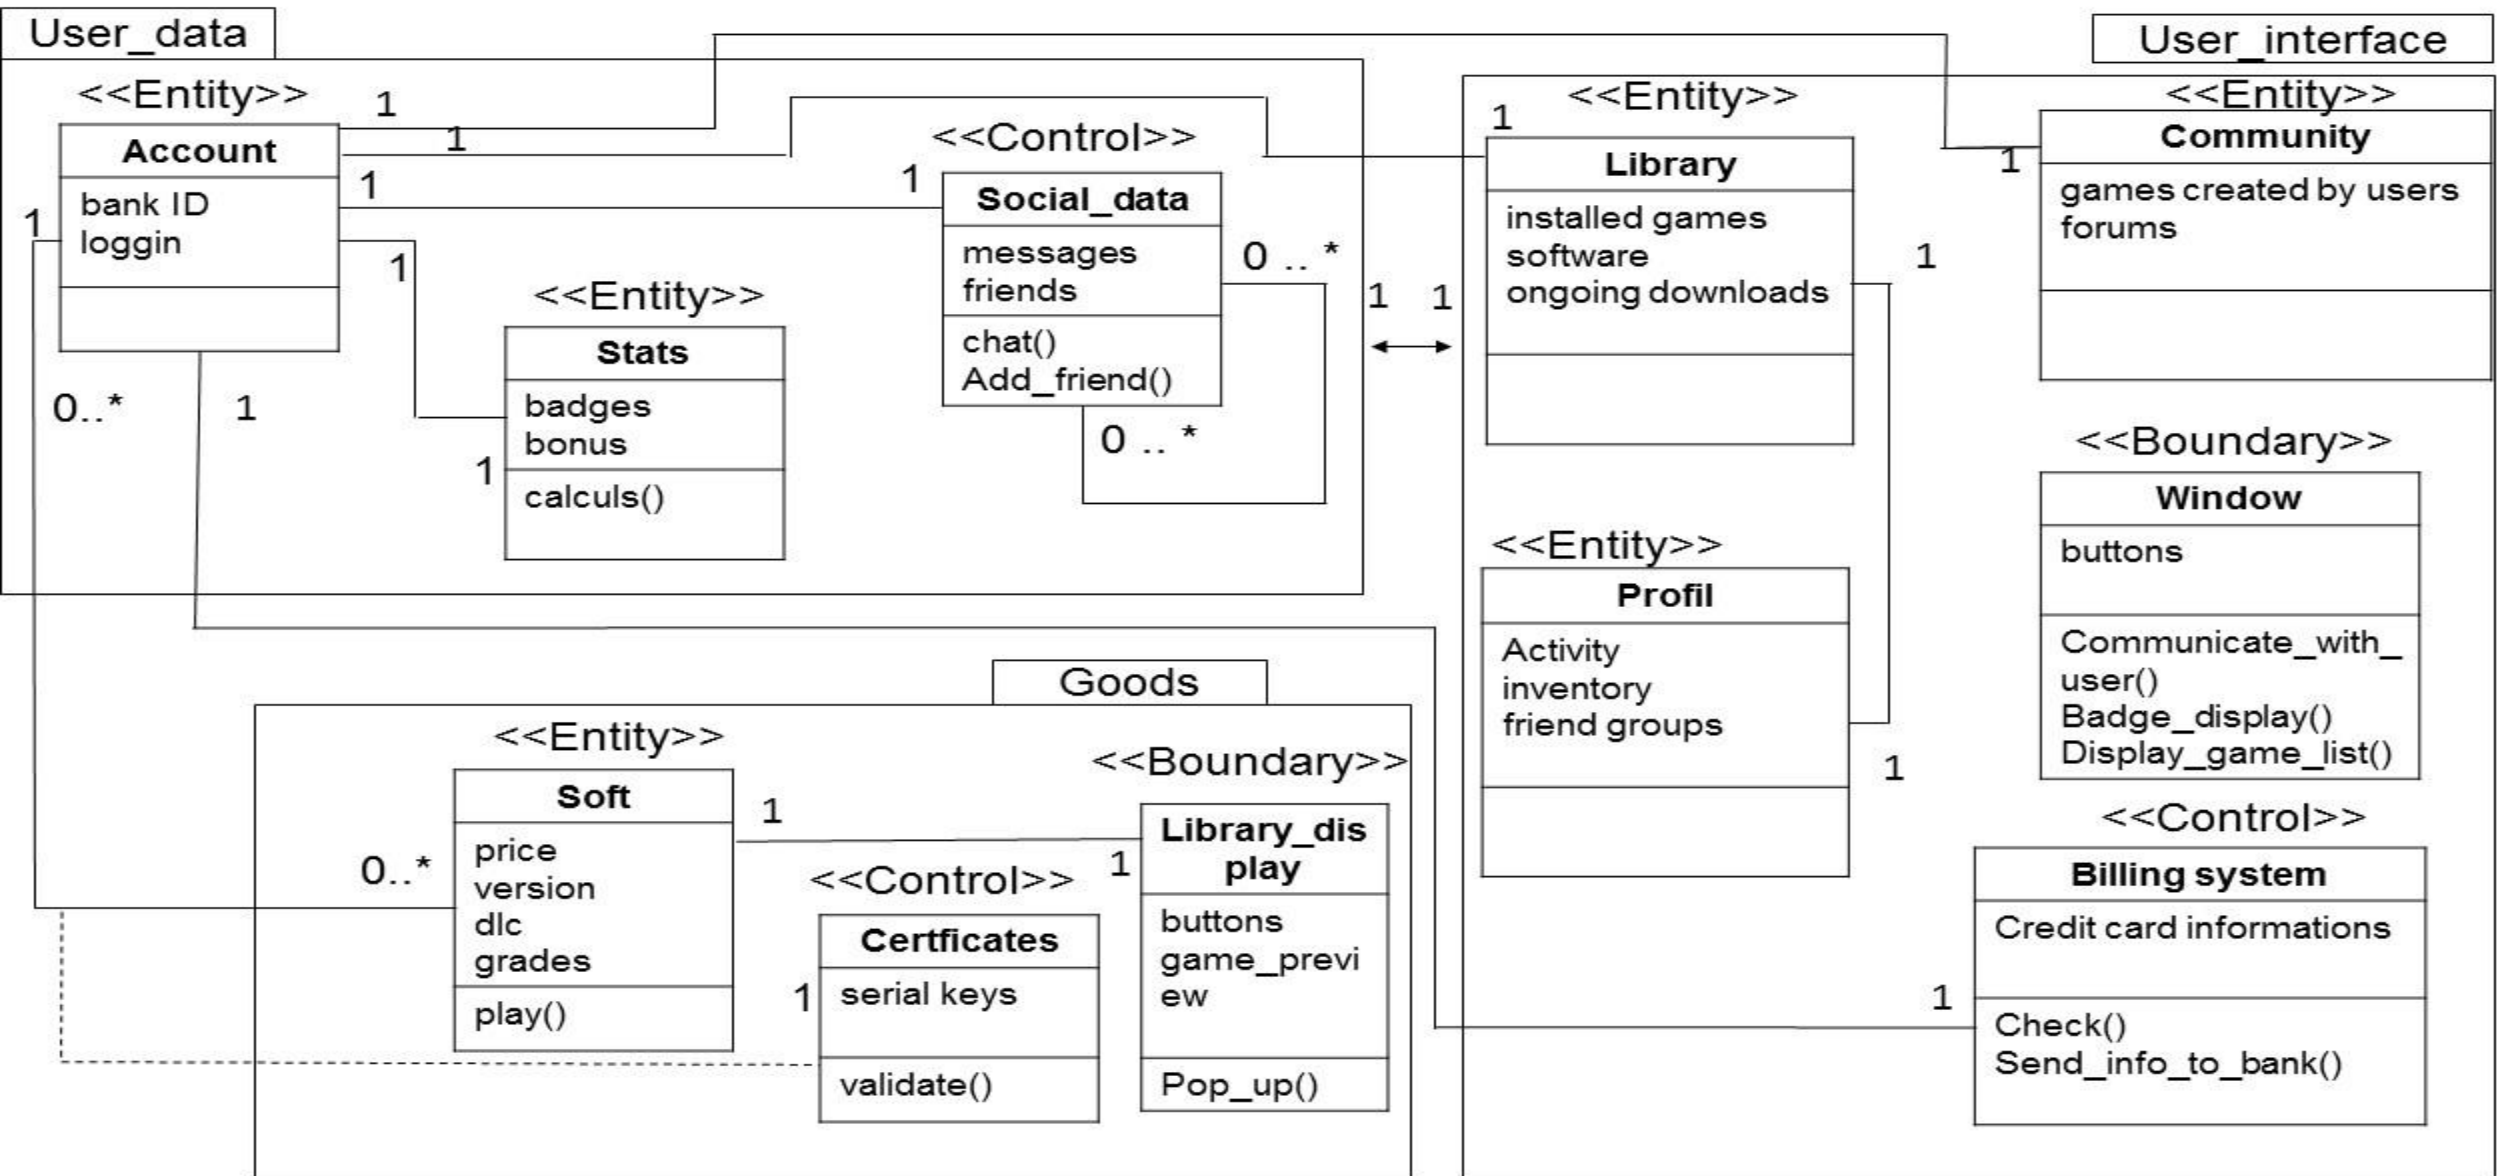 User_data
<<Entity>>
Account
bank ID
loggin
1
1
1
1
1
0..*
1
<<Entity>>
Stats
badges
bonus
calculs()
1
<<Control>>
Social_data
messages
friends
chat()
Add_friend()
1
0 .. *
0 .. *
1 1
User_interface
<<Entity>>
Library
installed games
software
ongoing downloads
1
1
<<Entity>>
Community
games created by users
forums
1
<<Entity>>
Profil
Activity
inventory
friend groups
1
<<Boundary>>
Window
buttons
Communicate_with_
user()
Badge_display()
Display_game_list()
<<Control>>
Billing system
Credit card informations
Check()
Send_info_to_bank()
1
Goods
<<Entity>>
Soft
price
version
dlc
grades
play()
0..*
1
<<Control>>
Certficates
serial keys
validate()
1
<<Boundary>>
Library_dis
play
buttons
game_previ
ew
Pop_up()
1